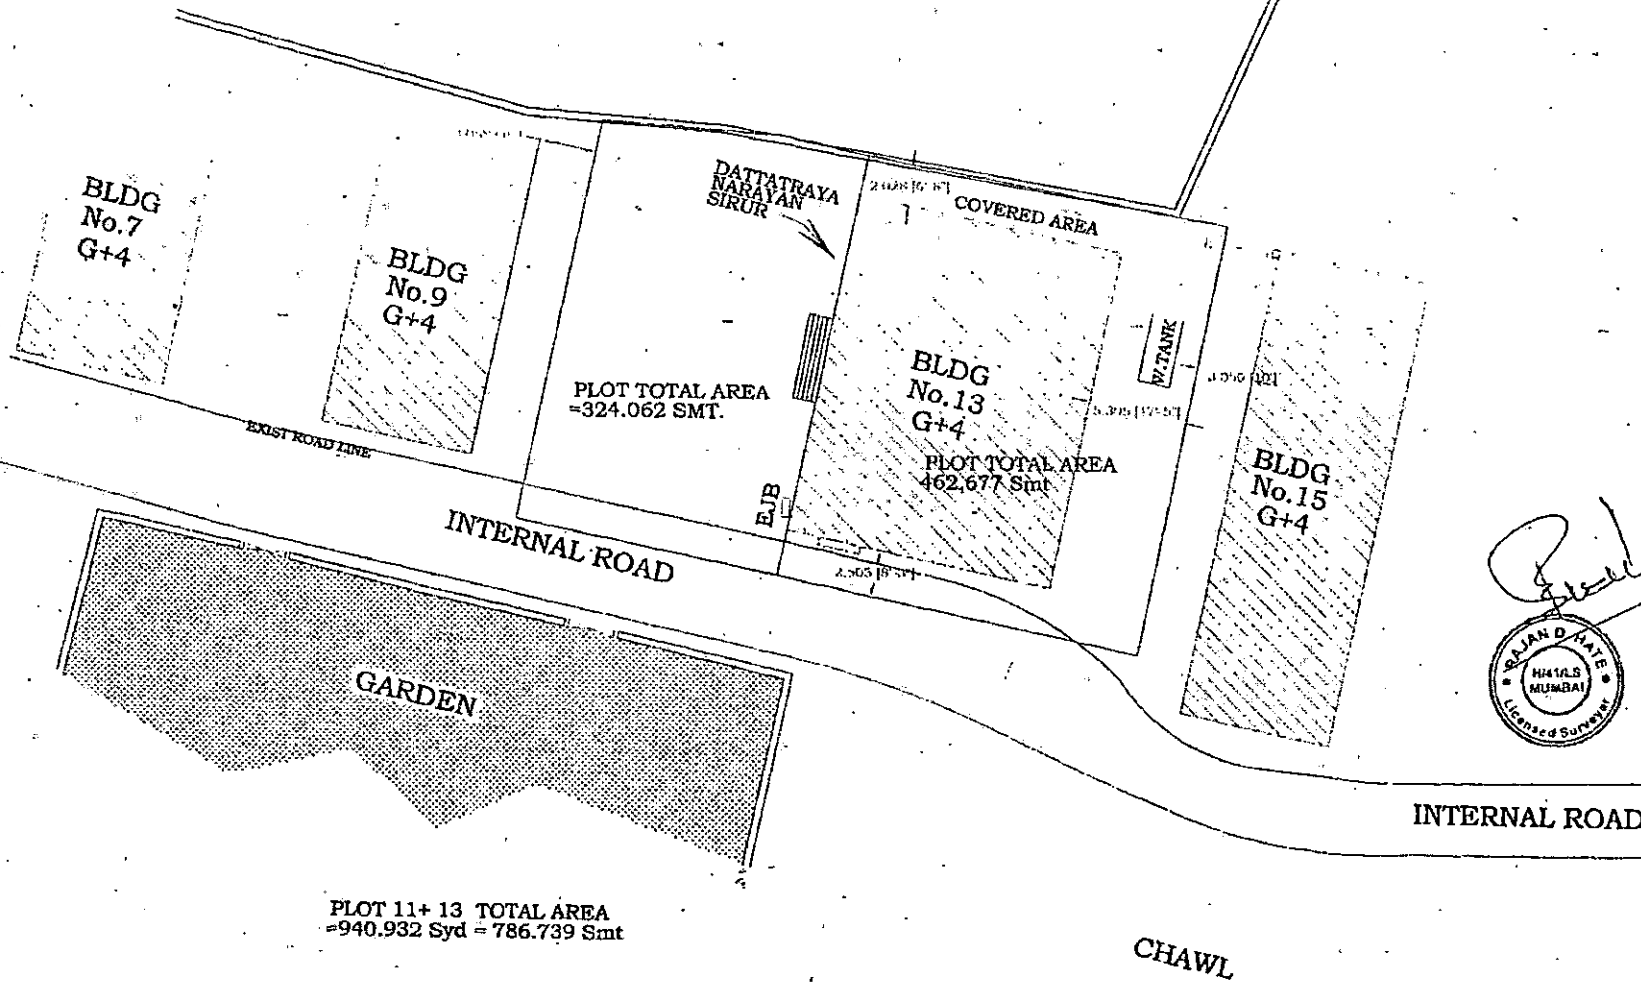 BLDG
No.7
G+4
BLDG
No.9
G+4
DATTATRAYA
NARAYAN
SIRUR
COVERED AREA
PLOT TOTAL AREA
=324.062 SMT.
BLDG
No.13
G+4
PLOT TOTAL AREA
462,677 Smt
W.TANK
BLDG
No.15
G+4
EXIST ROAD LINE
EJB
INTERNAL ROAD
GARDEN
RAJAN D. HATE
MUMBAI
Licensed Surveyor
INTERNAL ROAD
PLOT 11+ 13 TOTAL AREA
=940.932 Syd = 786.739 Smt
CHAWL